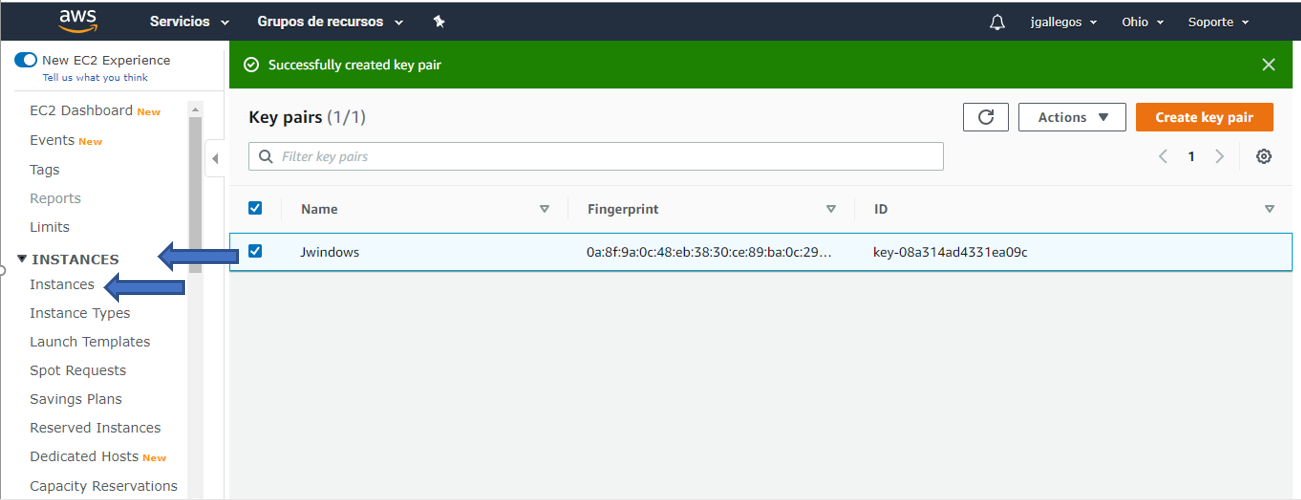 aws Servicios Grupos de recursos jgallegos Ohio Soporte
New EC2 Experience
Tell us what you think
EC2 Dashboard New
Events New
Tags
Reports
Limits
INSTANCES
Instances
Instance Types
Launch Templates
Spot Requests
Savings Plans
Reserved Instances
Dedicated Hosts New
Capacity Reservations
Successfully created key pair
Key pairs (1/1) Actions Create key pair
Filter key pairs 1
Name Fingerprint ID
Jwindows 0a:8f:9a:0c:48:eb:38:30:ce:89:ba:0c:29... key-08a314ad4331ea09c